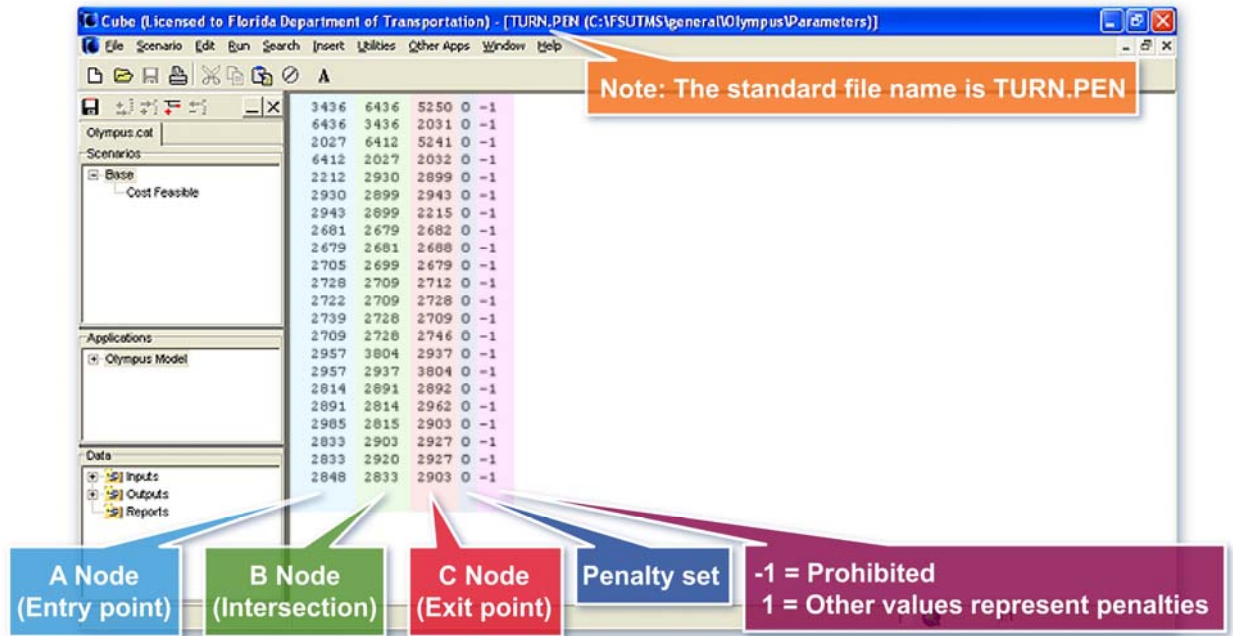 Cube (Licensed to Florida Department of Transportation) - [TURN.PEN (C:\FSUTMS\general\Olympus\Parameters)]
File Scenario Edit Run Search Insert Utilities Other Apps Window Help
Note: The standard file name is TURN.PEN
Olympus.cat
Scenarios
Base
Cost Feasible
Applications
Olympus Model
Data
Inputs
Outputs
Reports
3436 6436 5250 0 -1
6436 3436 2031 0 -1
2027 6412 5241 0 -1
6412 2027 2032 0 -1
2212 2930 2899 0 -1
2930 2899 2943 0 -1
2943 2899 2215 0 -1
2681 2679 2682 0 -1
2679 2681 2688 0 -1
2705 2699 2679 0 -1
2728 2709 2712 0 -1
2722 2709 2728 0 -1
2739 2728 2709 0 -1
2709 2728 2746 0 -1
2957 3804 2937 0 -1
2957 2937 3804 0 -1
2814 2891 2892 0 -1
2891 2814 2962 0 -1
2985 2815 2903 0 -1
2833 2903 2927 0 -1
2833 2920 2927 0 -1
2848 2833 2903 0 -1
A Node
(Entry point)
B Node
(Intersection)
C Node
(Exit point)
Penalty set
-1 = Prohibited
1 = Other values represent penalties